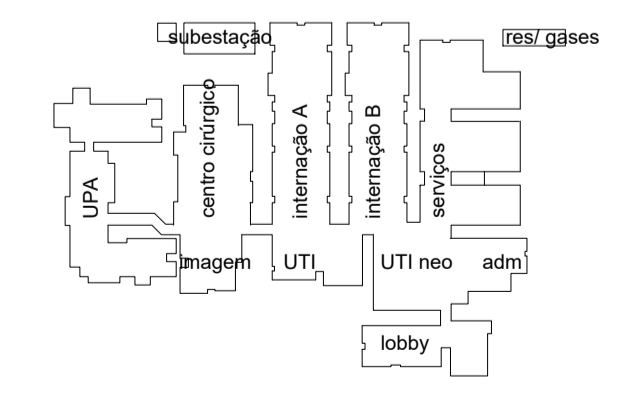 subestação
res/ gases
centro cirúrgico
internação A
internação B
serviços
UPA
imagem
UTI
UTI neo
adm
lobby